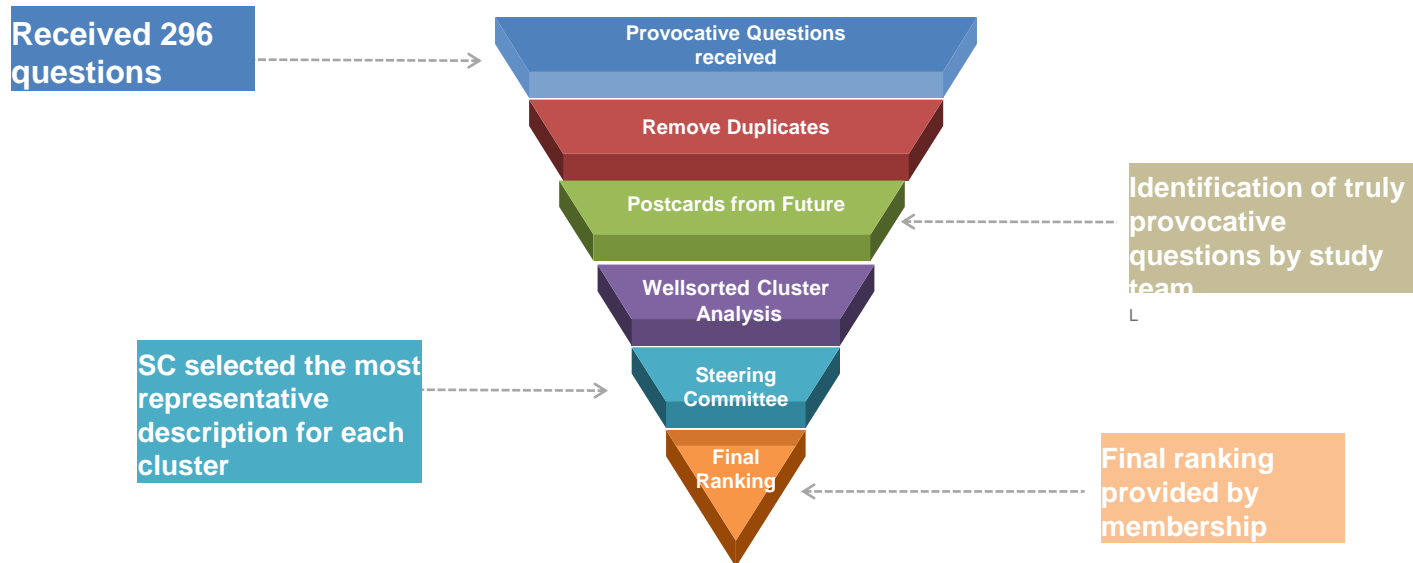 Received 296
questions
Provocative Questions
received
Remove Duplicates
Postcards from Future
Identification of truly
provocative
questions by study
team
L
Wellsorted Cluster
Analysis
SC selected the most
representative
description for each
cluster
Steering
Committee
Final
Ranking
Final ranking
provided by
membership